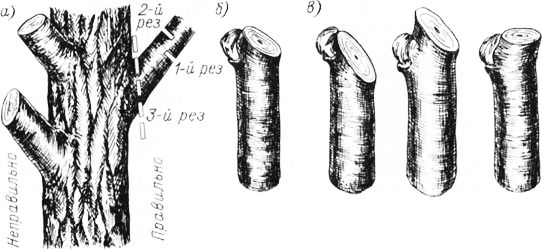 а)
2-й
рез
1-й рез
3-й рез
Неправильно
Правильно
б)
в)